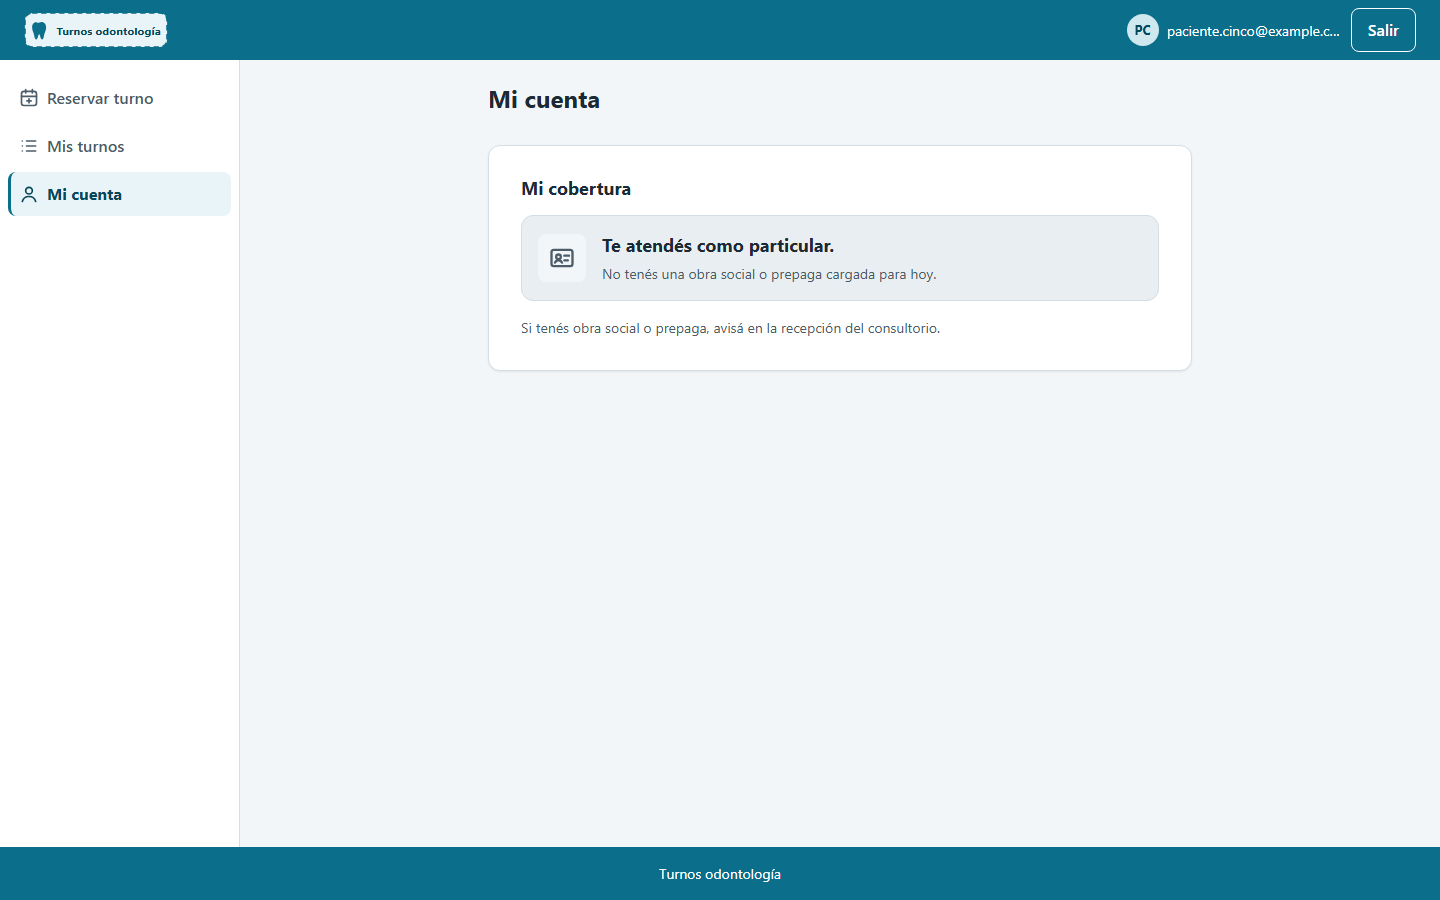 Turnos odontología
PC
paciente.cinco@example.c...
Salir
Reservar turno
Mis turnos
Mi cuenta
Mi cuenta
Mi cobertura
Te atendés como particular.
No tenés una obra social o prepaga cargada para hoy.
Si tenés obra social o prepaga, avisá en la recepción del consultorio.
Turnos odontología